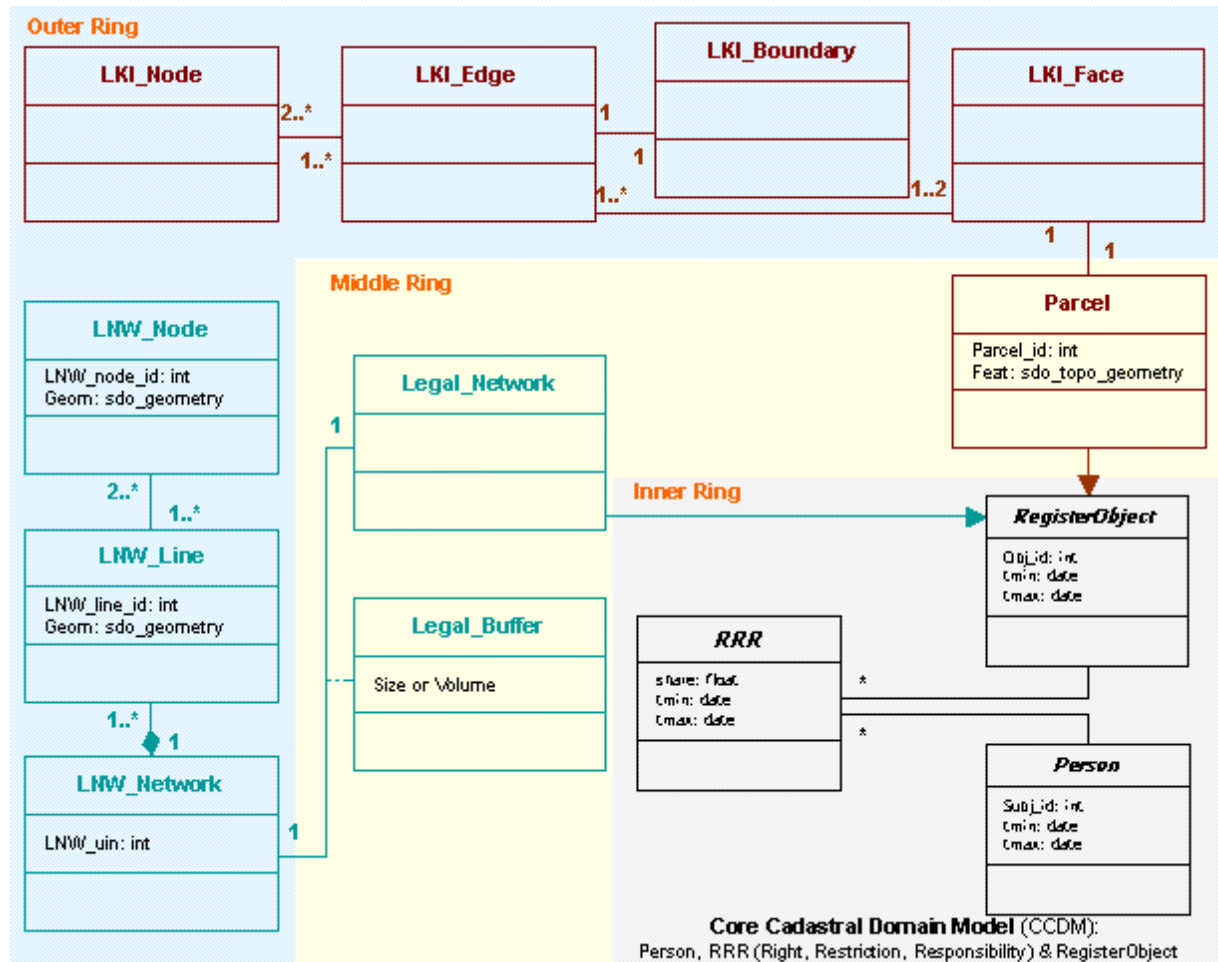 Outer Ring
LKI_Node
LKI_Edge
LKI_Boundary
LKI_Face
2..*
1..*
1
1
1..*
1..2
1
1
Middle Ring
Parcel
Parcel_id: int
Feat: sdo_topo_geometry
LNW_Node
LNW_node_id: int
Geom: sdo_geometry
Legal_Network
1
2..*
1..*
Inner Ring
RegisterObject
Obj_id: int
tmin: date
tmax: date
LNW_Line
LNW_line_id: int
Geom: sdo_geometry
Legal_Buffer
Size or Volume
RRR
share: float
tmin: date
tmax: date
*
*
1..*
1
LNW_Network
LNW_uin: int
1
Person
Subj_id: int
tmin: date
tmax: date
Core Cadastral Domain Model (CCDM):
Person, RRR (Right, Restriction, Responsibility) & RegisterObject